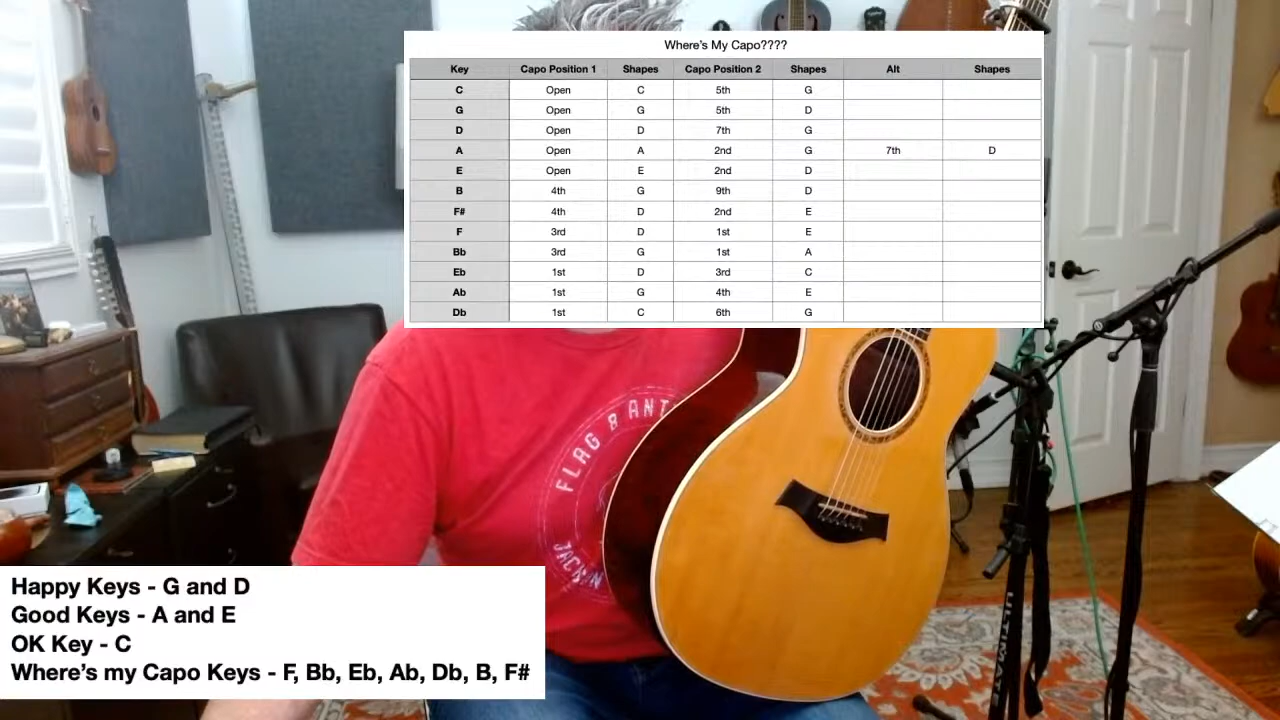 Where's My Capo????
Key Capo Position 1 Shapes Capo Position 2 Shapes Alt Shapes
C Open C 5th G
G Open G 5th D
D Open D 7th G
A Open A 2nd G 7th D
E Open E 2nd D
B 4th G 9th D
F# 4th D 2nd E
F 3rd D 1st E
Bb 3rd G 1st A
Eb 1st D 3rd C
Ab 1st G 4th E
Db 1st C 6th G
FLAG & ANT
Happy Keys - G and D
Good Keys - A and E
OK Key - C
Where's my Capo Keys - F, Bb, Eb, Ab, Db, B, F#